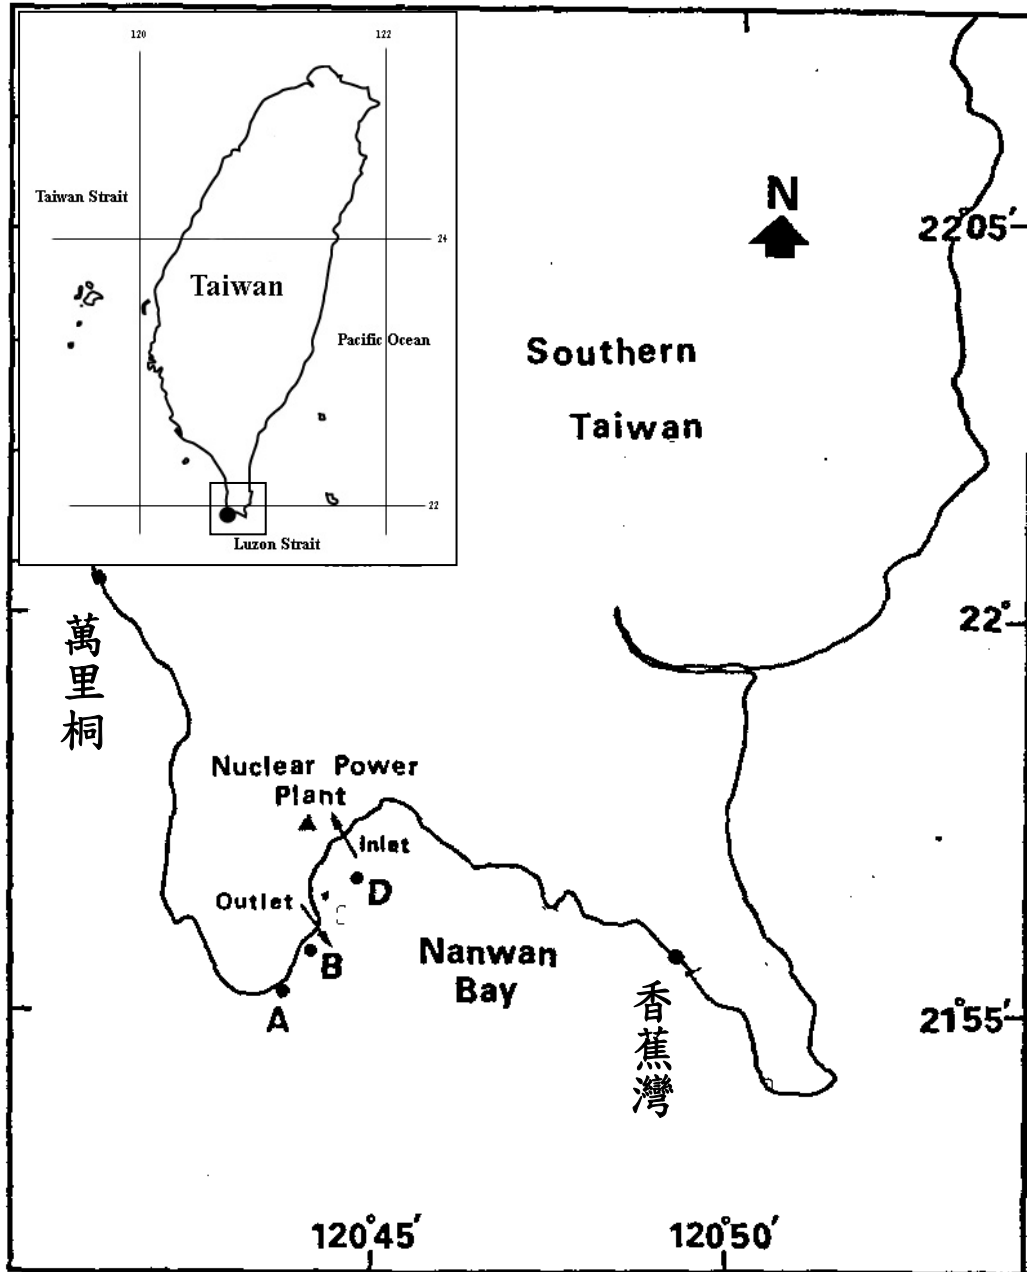 120
122
Taiwan Strait
24
Taiwan
Pacific Ocean
22
Luzon Strait
N
22°05′
Southern
Taiwan
22°
萬里桐
Nuclear Power
Plant
Inlet
D
Outlet
B
A
Nanwan
Bay
香蕉灣
21°55′
120°45′
120°50′